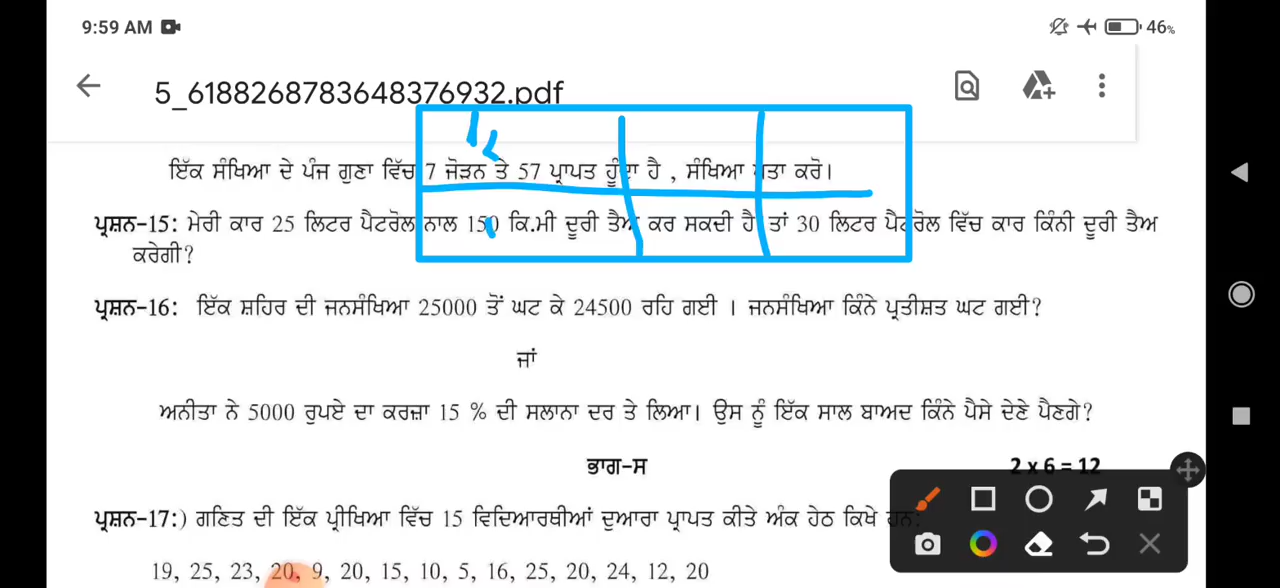 9:59 AM
46%
5_6188268783648376932.pdf
ਇੱਕ ਸੰਖਿਆ ਦੇ ਪੰਜ ਗੁਣਾ ਵਿੱਚ 7 ਜੋੜਨ ਤੇ 57 ਪ੍ਰਾਪਤ ਹੂੰਦਾ ਹੈ , ਸੰਖਿਆ ਪਤਾ ਕਰੋ।
ਪ੍ਰਸ਼ਨ-15: ਮੇਰੀ ਕਾਰ 25 ਲਿਟਰ ਪੈਟਰੋਲ ਨਾਲ 150 ਕਿ.ਮੀ ਦੂਰੀ ਤੈਅ ਕਰ ਸਕਦੀ ਹੈ ਤਾਂ 30 ਲਿਟਰ ਪੈਟਰੋਲ ਵਿੱਚ ਕਾਰ ਕਿੰਨੀ ਦੂਰੀ ਤੈਅ
ਕਰੇਗੀ?
ਪ੍ਰਸ਼ਨ-16: ਇੱਕ ਸ਼ਹਿਰ ਦੀ ਜਨਸੰਖਿਆ 25000 ਤੋਂ ਘਟ ਕੇ 24500 ਰਹਿ ਗਈ । ਜਨਸੰਖਿਆ ਕਿੰਨੇ ਪ੍ਰਤੀਸ਼ਤ ਘਟ ਗਈ?
ਜਾਂ
ਅਨੀਤਾ ਨੇ 5000 ਰੁਪਏ ਦਾ ਕਰਜ਼ਾ 15 % ਦੀ ਸਲਾਨਾ ਦਰ ਤੇ ਲਿਆ। ਉਸ ਨੂੰ ਇੱਕ ਸਾਲ ਬਾਅਦ ਕਿੰਨੇ ਪੈਸੇ ਦੇਣੇ ਪੈਣਗੇ?
ਭਾਗ-ਸ
2 x 6 = 12
ਪ੍ਰਸ਼ਨ-17:) ਗਣਿਤ ਦੀ ਇੱਕ ਪ੍ਰੀਖਿਆ ਵਿੱਚ 15 ਵਿਦਿਆਰਥੀਆਂ ਦੁਆਰਾ ਪ੍ਰਾਪਤ ਕੀਤੇ ਅੰਕ ਹੇਠ ਕਿਖੇ ਹਨ:
19, 25, 23, 20, 9, 20, 15, 10, 5, 16, 25, 20, 24, 12, 20